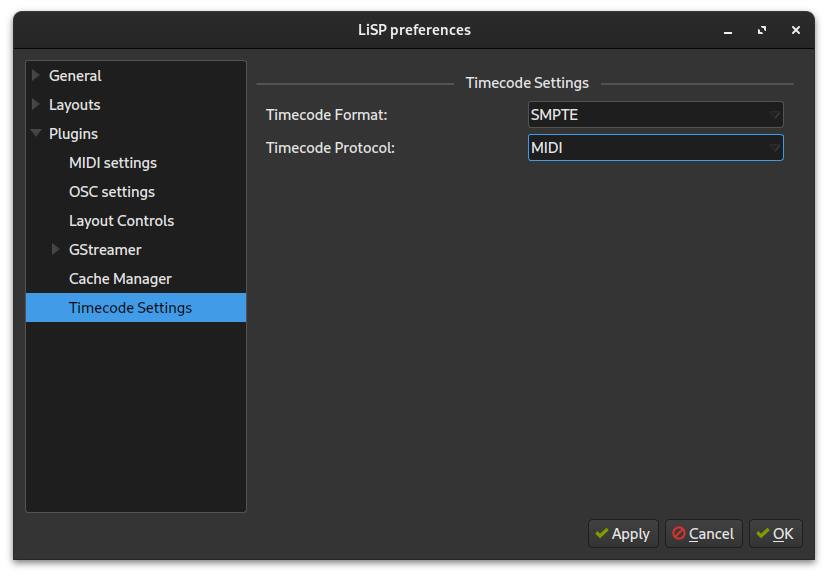 LiSP preferences
General
Layouts
Plugins
MIDI settings
OSC settings
Layout Controls
GStreamer
Cache Manager
Timecode Settings
Timecode Settings
Timecode Format: SMPTE
Timecode Protocol: MIDI
Apply Cancel OK